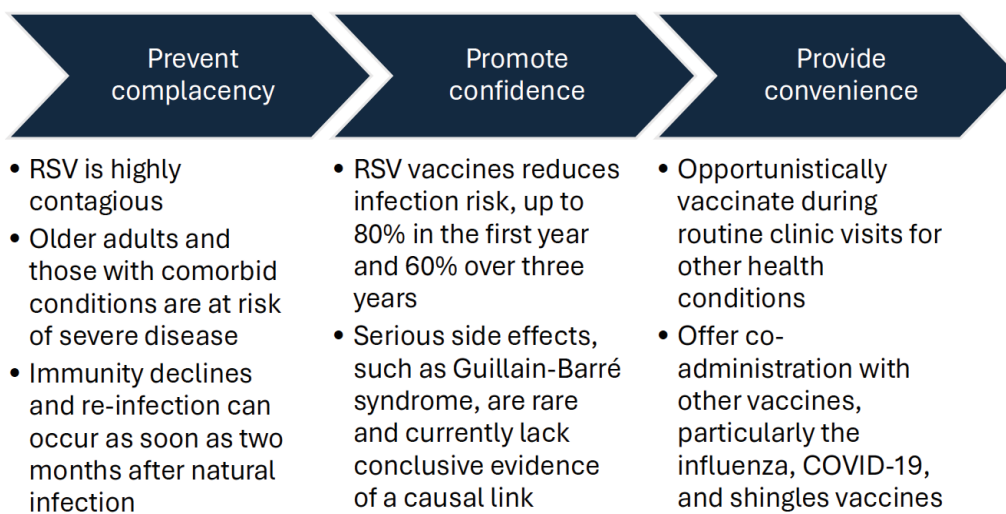 Prevent
complacency
• RSV is highly
contagious
• Older adults and
those with comorbid
conditions are at risk
of severe disease
• Immunity declines
and re-infection can
occur as soon as two
months after natural
infection
Promote
confidence
• RSV vaccines reduces
infection risk, up to
80% in the first year
and 60% over three
years
• Serious side effects,
such as Guillain-Barré
syndrome, are rare
and currently lack
conclusive evidence
of a causal link
Provide
convenience
• Opportunistically
vaccinate during
routine clinic visits for
other health
conditions
• Offer co-
administration with
other vaccines,
particularly the
influenza, COVID-19,
and shingles vaccines